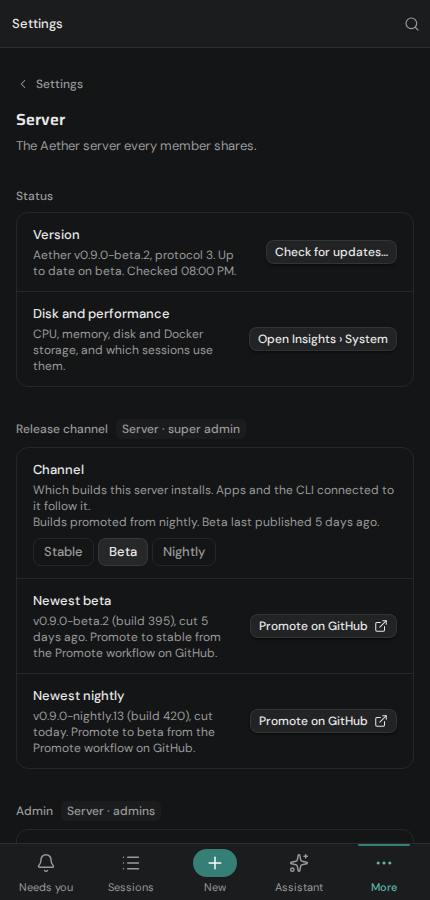 Settings
Settings
Server
The Aether server every member shares.
Status
Version
Aether v0.9.0-beta.2, protocol 3. Up
to date on beta. Checked 08:00 PM.
Check for updates…
Disk and performance
CPU, memory, disk and Docker
storage, and which sessions use
them.
Open Insights › System
Release channel
Server · super admin
Channel
Which builds this server installs. Apps and the CLI connected to
it follow it.
Builds promoted from nightly. Beta last published 5 days ago.
Stable
Beta
Nightly
Newest beta
v0.9.0-beta.2 (build 395), cut 5
days ago. Promote to stable from
the Promote workflow on GitHub.
Promote on GitHub
Newest nightly
v0.9.0-nightly.13 (build 420), cut
today. Promote to beta from the
Promote workflow on GitHub.
Promote on GitHub
Admin
Server · admins
Needs you
Sessions
New
Assistant
More